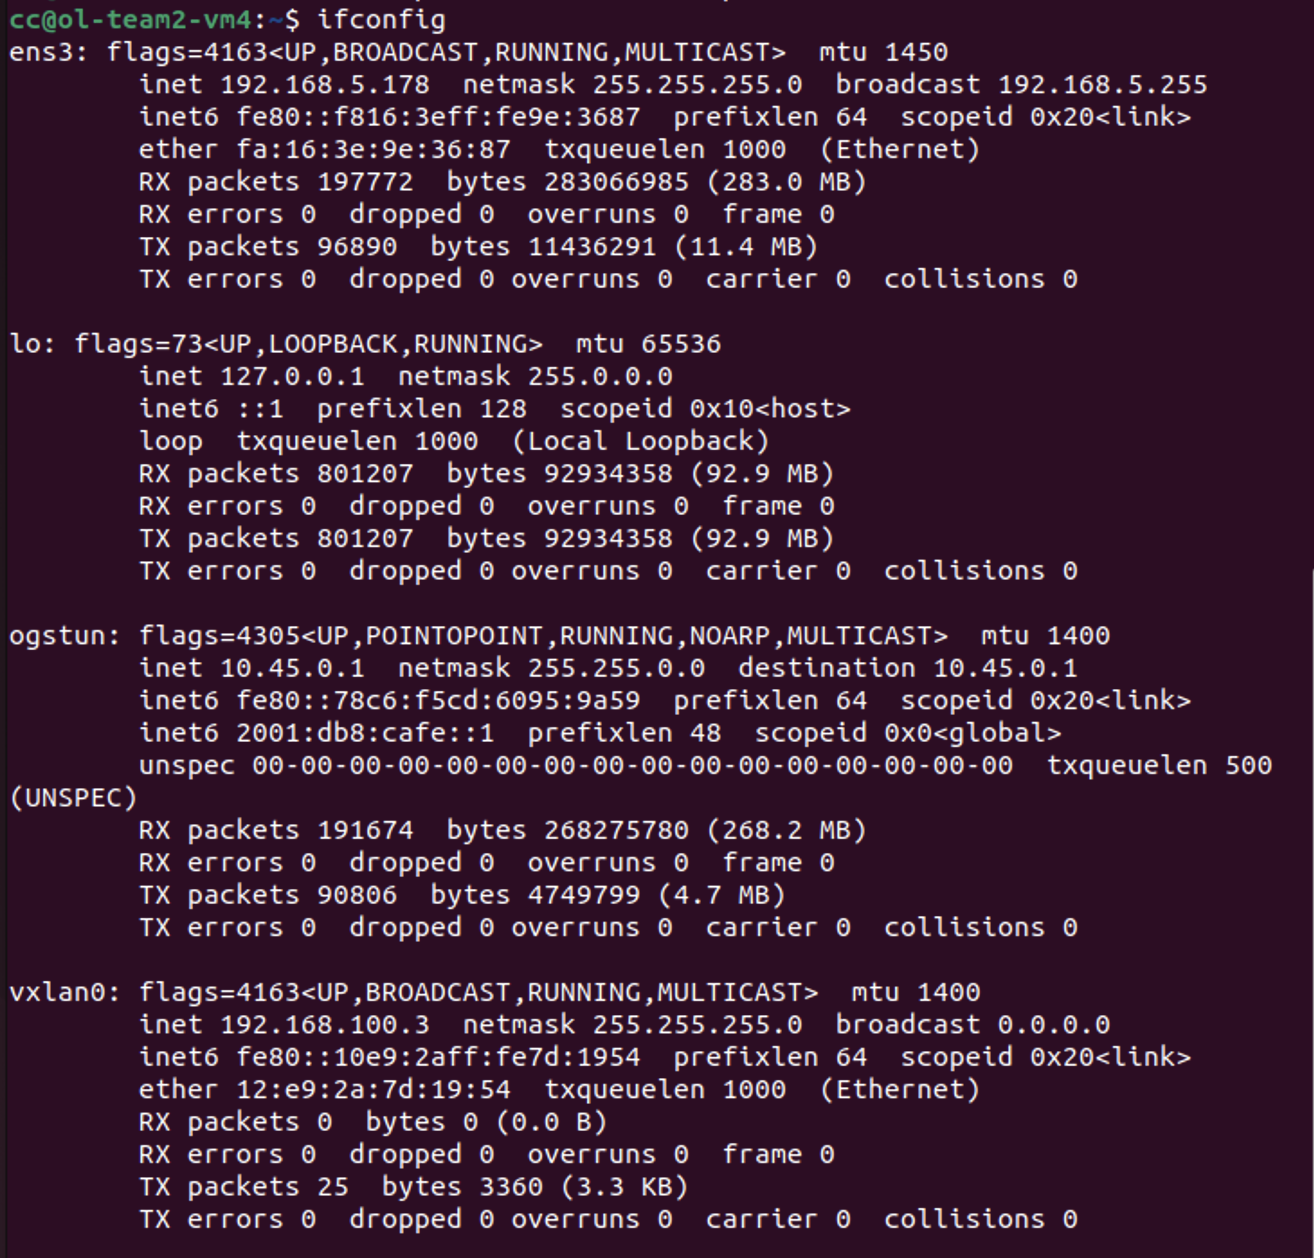 cc@ol-team2-vm4:~$ ifconfig
ens3: flags=4163<UP,BROADCAST,RUNNING,MULTICAST>  mtu 1450
        inet 192.168.5.178  netmask 255.255.255.0  broadcast 192.168.5.255
        inet6 fe80::f816:3eff:fe9e:3687  prefixlen 64  scopeid 0x20<link>
        ether fa:16:3e:9e:36:87  txqueuelen 1000  (Ethernet)
        RX packets 197772  bytes 283066985 (283.0 MB)
        RX errors 0  dropped 0  overruns 0  frame 0
        TX packets 96890  bytes 11436291 (11.4 MB)
        TX errors 0  dropped 0 overruns 0  carrier 0  collisions 0

lo: flags=73<UP,LOOPBACK,RUNNING>  mtu 65536
        inet 127.0.0.1  netmask 255.0.0.0
        inet6 ::1  prefixlen 128  scopeid 0x10<host>
        loop  txqueuelen 1000  (Local Loopback)
        RX packets 801207  bytes 92934358 (92.9 MB)
        RX errors 0  dropped 0  overruns 0  frame 0
        TX packets 801207  bytes 92934358 (92.9 MB)
        TX errors 0  dropped 0 overruns 0  carrier 0  collisions 0

ogstun: flags=4305<UP,POINTOPOINT,RUNNING,NOARP,MULTICAST>  mtu 1400
        inet 10.45.0.1  netmask 255.255.0.0  destination 10.45.0.1
        inet6 fe80::78c6:f5cd:6095:9a59  prefixlen 64  scopeid 0x20<link>
        inet6 2001:db8:cafe::1  prefixlen 48  scopeid 0x0<global>
        unspec 00-00-00-00-00-00-00-00-00-00-00-00-00-00-00-00  txqueuelen 500
(UNSPEC)
        RX packets 191674  bytes 268275780 (268.2 MB)
        RX errors 0  dropped 0  overruns 0  frame 0
        TX packets 90806  bytes 4749799 (4.7 MB)
        TX errors 0  dropped 0 overruns 0  carrier 0  collisions 0

vxlan0: flags=4163<UP,BROADCAST,RUNNING,MULTICAST>  mtu 1400
        inet 192.168.100.3  netmask 255.255.255.0  broadcast 0.0.0.0
        inet6 fe80::10e9:2aff:fe7d:1954  prefixlen 64  scopeid 0x20<link>
        ether 12:e9:2a:7d:19:54  txqueuelen 1000  (Ethernet)
        RX packets 0  bytes 0 (0.0 B)
        RX errors 0  dropped 0  overruns 0  frame 0
        TX packets 25  bytes 3360 (3.3 KB)
        TX errors 0  dropped 0 overruns 0  carrier 0  collisions 0